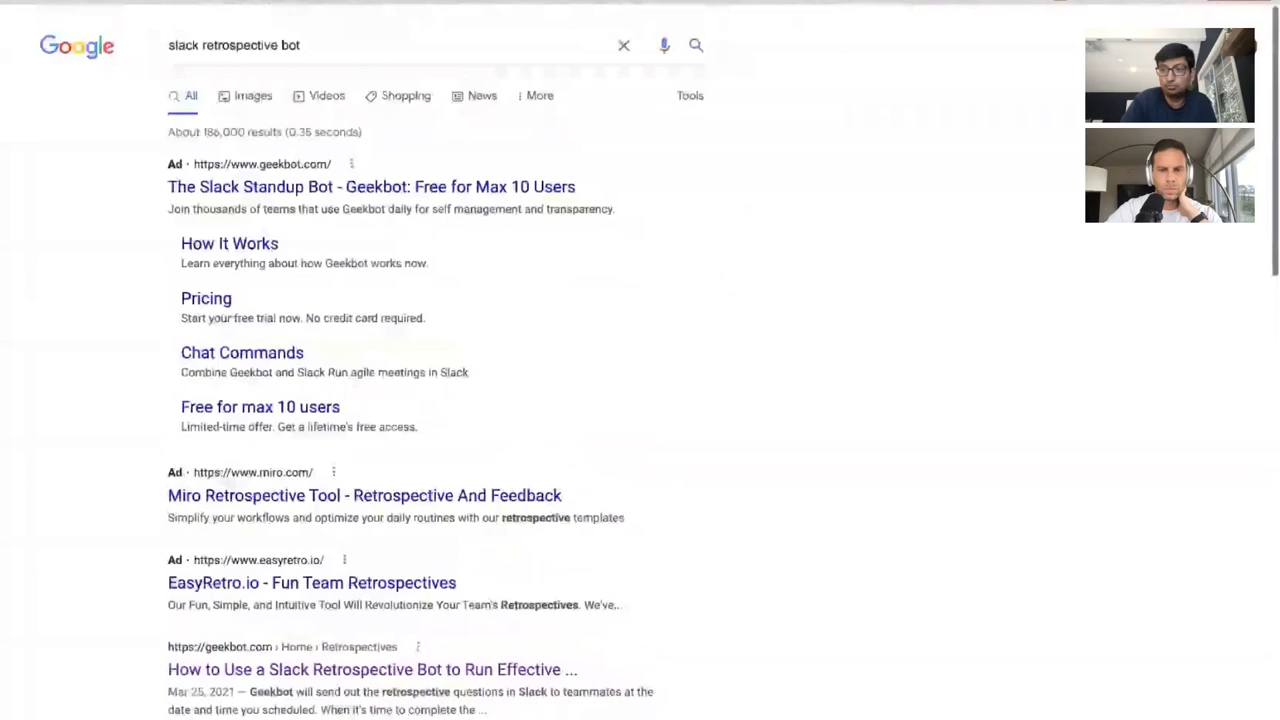 Google
slack retrospective bot
All Images Videos Shopping News More Tools
About 186,000 results (0.35 seconds)
Ad · https://www.geekbot.com/
The Slack Standup Bot - Geekbot: Free for Max 10 Users
Join thousands of teams that use Geekbot daily for self management and transparency.
How It Works
Learn everything about how Geekbot works now.
Pricing
Start your free trial now. No credit card required.
Chat Commands
Combine Geekbot and Slack Run agile meetings in Slack
Free for max 10 users
Limited-time offer. Get a lifetime's free access.
Ad · https://www.miro.com/
Miro Retrospective Tool - Retrospective And Feedback
Simplify your workflows and optimize your daily routines with our retrospective templates
Ad · https://www.easyretro.io/
EasyRetro.io - Fun Team Retrospectives
Our Fun, Simple, and Intuitive Tool Will Revolutionize Your Team's Retrospectives. We've...
https://geekbot.com › Home › Retrospectives
How to Use a Slack Retrospective Bot to Run Effective ...
Mar 25, 2021 — Geekbot will send out the retrospective questions in Slack to teammates at the
date and time you scheduled. When it's time to complete the ...